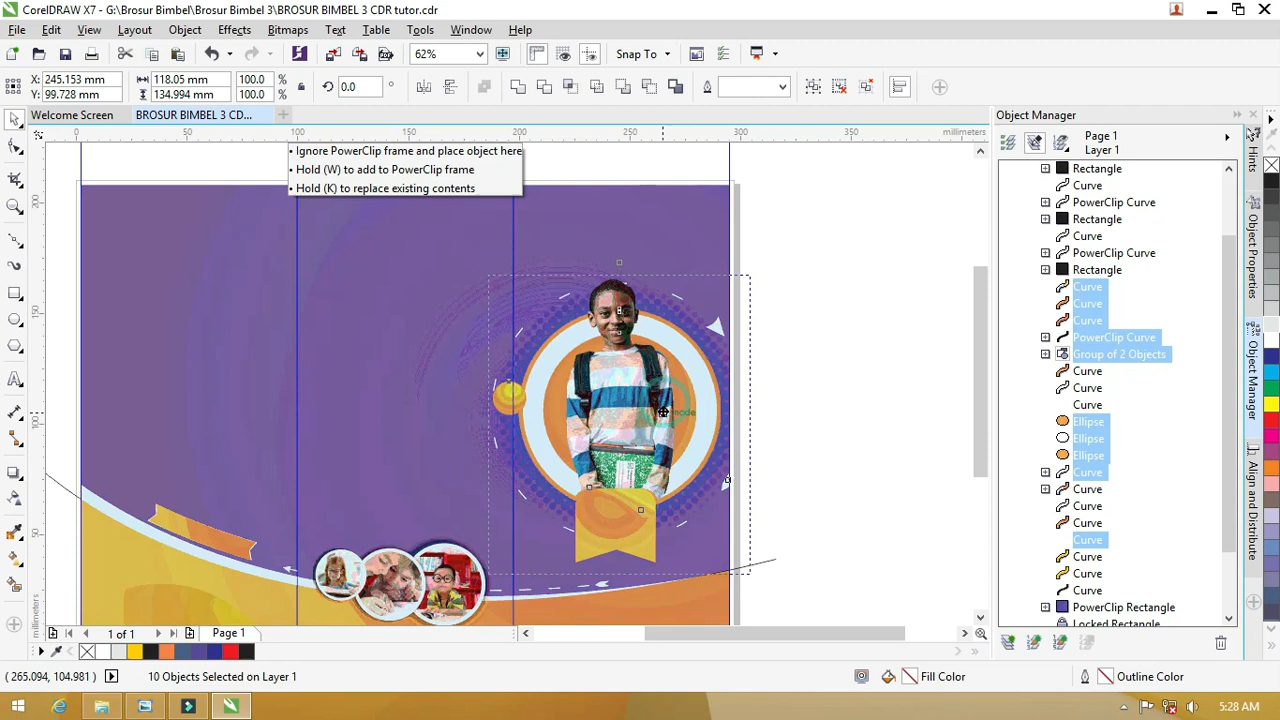 CorelDRAW X7 - G:\Brosur Bimbel\Brosur Bimbel 3\BROSUR BIMBEL 3 CDR tutor.cdr
File Edit View Layout Object Effects Bitmaps Text Table Tools Window Help
62% Snap To
X: 245.153 mm 118.05 mm 100.0 % 0.0 °
Y: 99.728 mm 134.994 mm 100.0 %
Welcome Screen BROSUR BIMBEL 3 CD...
0 50 100 150 200 250 300 350 millimeters
200
150
100
50
millimeters
• Ignore PowerClip frame and place object here
• Hold (W) to add to PowerClip frame
• Hold (K) to replace existing contents
Object Manager
Page 1
Layer 1
Rectangle
Curve
PowerClip Curve
Rectangle
Curve
PowerClip Curve
Rectangle
Curve
Curve
Curve
PowerClip Curve
Group of 2 Objects
Curve
Curve
Curve
Ellipse
Ellipse
Ellipse
Curve
Curve
Curve
Curve
Curve
Curve
Curve
Curve
PowerClip Rectangle
Locked Rectangle
Hints
Object Properties
Object Manager
Align and Distribute
1 of 1 Page 1
( 265.094, 104.981 ) 10 Objects Selected on Layer 1 Fill Color Outline Color
5:28 AM